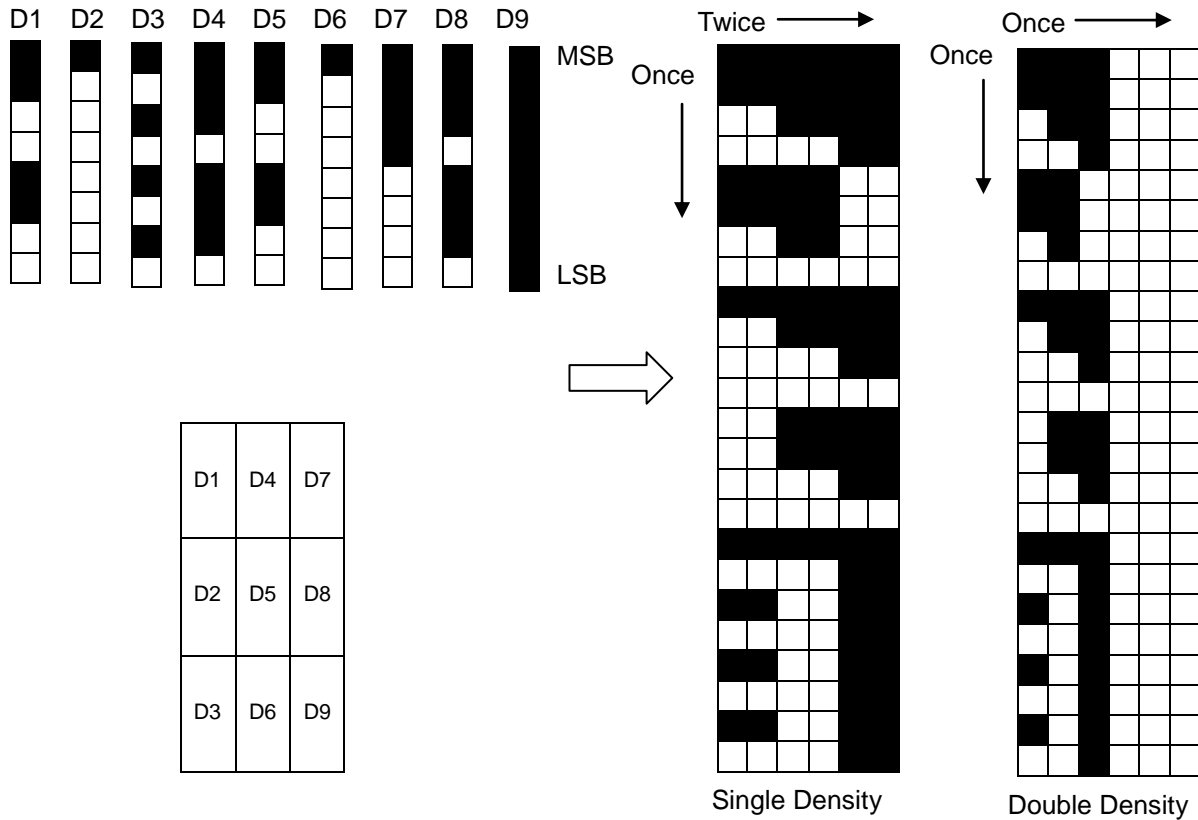 D1 D2 D3 D4 D5 D6 D7 D8 D9
MSB
LSB
Twice
Once
Once
Once
D1 D4 D7
D2 D5 D8
D3 D6 D9
Single Density
Double Density